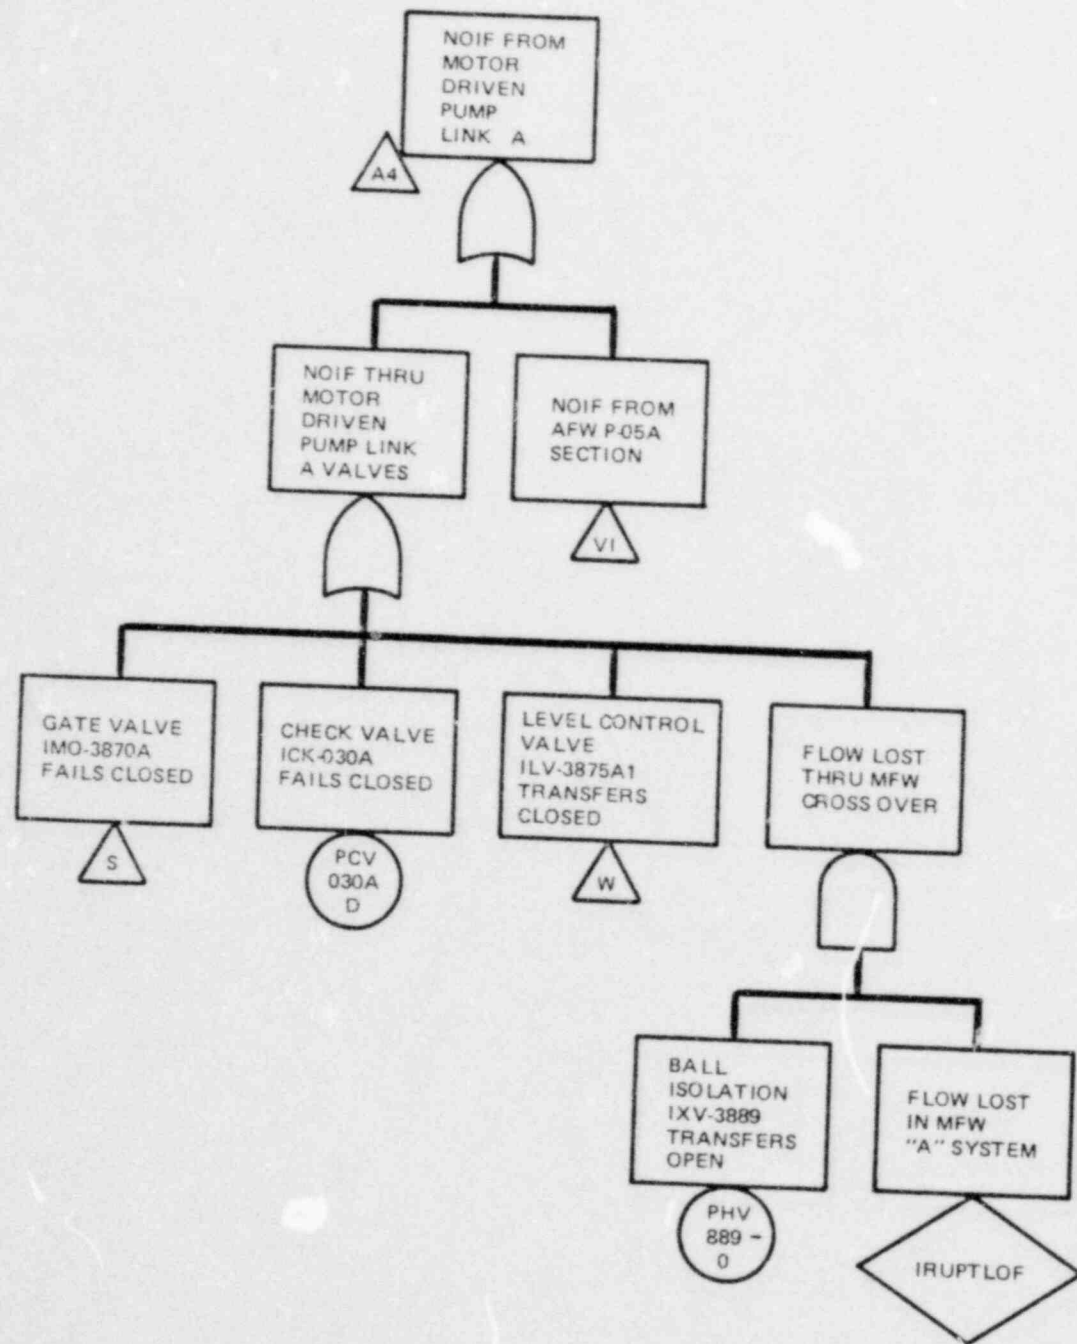 NOIF FROM
MOTOR
DRIVEN
PUMP
LINK A
A4
NOIF THRU
MOTOR
DRIVEN
PUMP LINK
A VALVES
NOIF FROM
AFW P-05A
SECTION
VI
GATE VALVE
IMO-3870A
FAILS CLOSED
S
CHECK VALVE
ICK-030A
FAILS CLOSED
PCV
030A
D
LEVEL CONTROL
VALVE
ILV-3875A1
TRANSFERS
CLOSED
W
FLOW LOST
THRU MFW
CROSS OVER
BALL
ISOLATION
IXV-3889
TRANSFERS
OPEN
PHV
889 -
0
FLOW LOST
IN MFW
"A" SYSTEM
IRUPTLOF